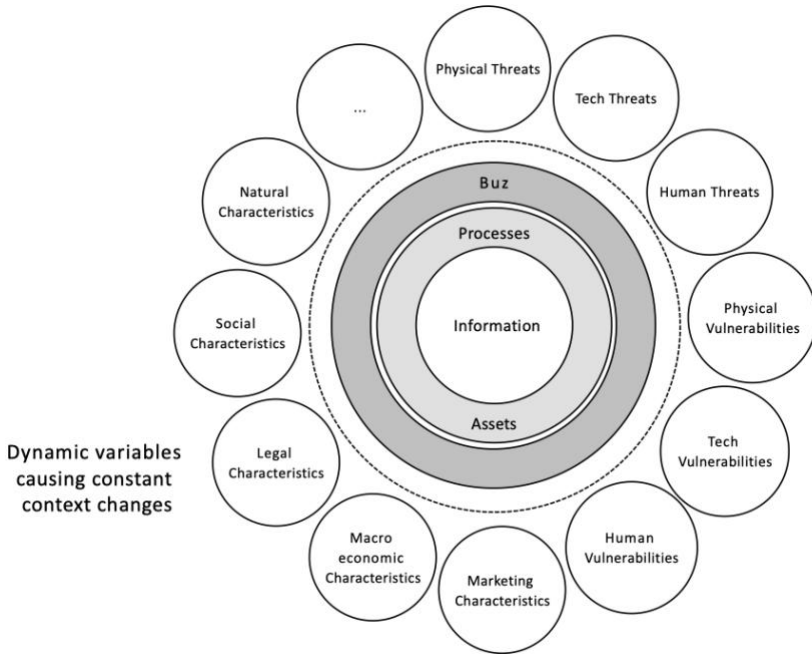 Physical Threats
Tech Threats
Human Threats
Physical
Vulnerabilities
Tech
Vulnerabilities
Human
Vulnerabilities
Marketing
Characteristics
Macro
economic
Characteristics
Legal
Characteristics
Social
Characteristics
Natural
Characteristics
...
Buz
Processes
Information
Assets
Dynamic variables
causing constant
context changes